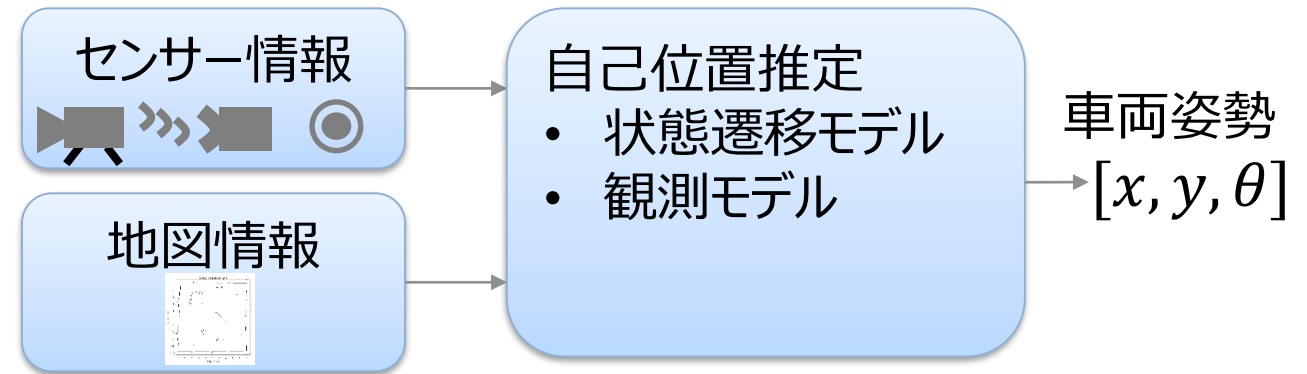 センサー情報
地図情報
自己位置推定
• 状態遷移モデル
• 観測モデル
車両姿勢
[x, y, θ]